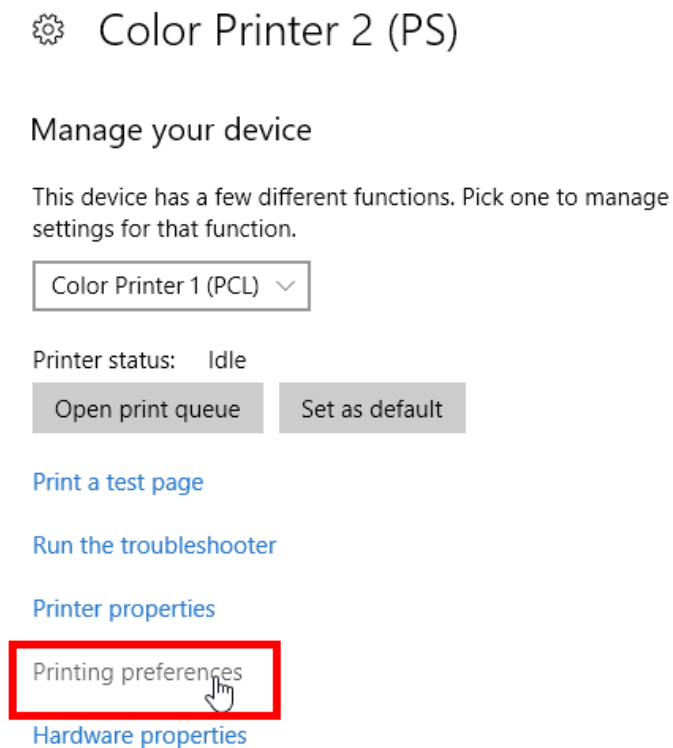 Color Printer 2 (PS)
Manage your device
This device has a few different functions. Pick one to manage
settings for that function.
Color Printer 1 (PCL)
Printer status: Idle
Open print queue Set as default
Print a test page
Run the troubleshooter
Printer properties
Printing preferences
Hardware properties